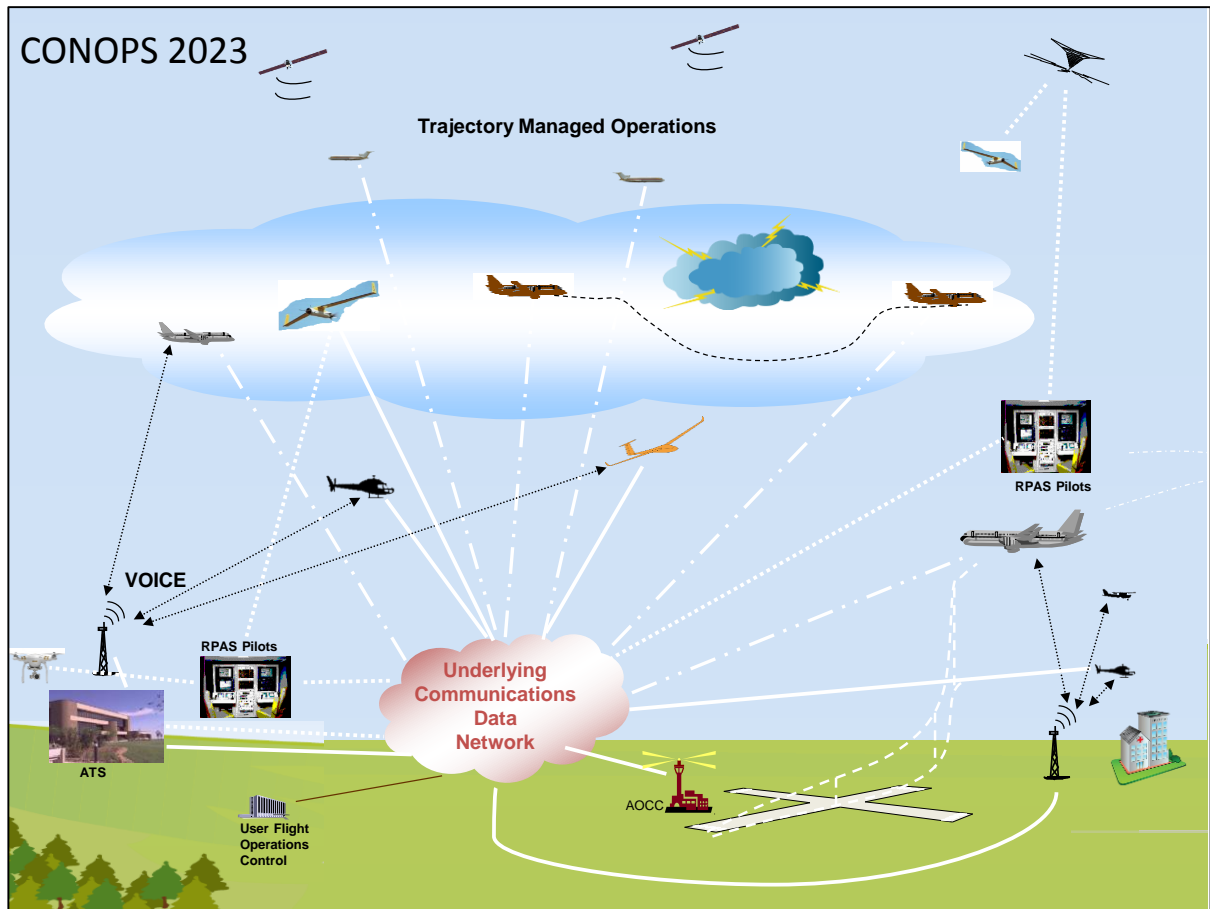 CONOPS 2023
Trajectory Managed Operations
RPAS Pilots
VOICE
RPAS Pilots
Underlying
Communications
Data
Network
ATS
AOCC
User Flight
Operations
Control